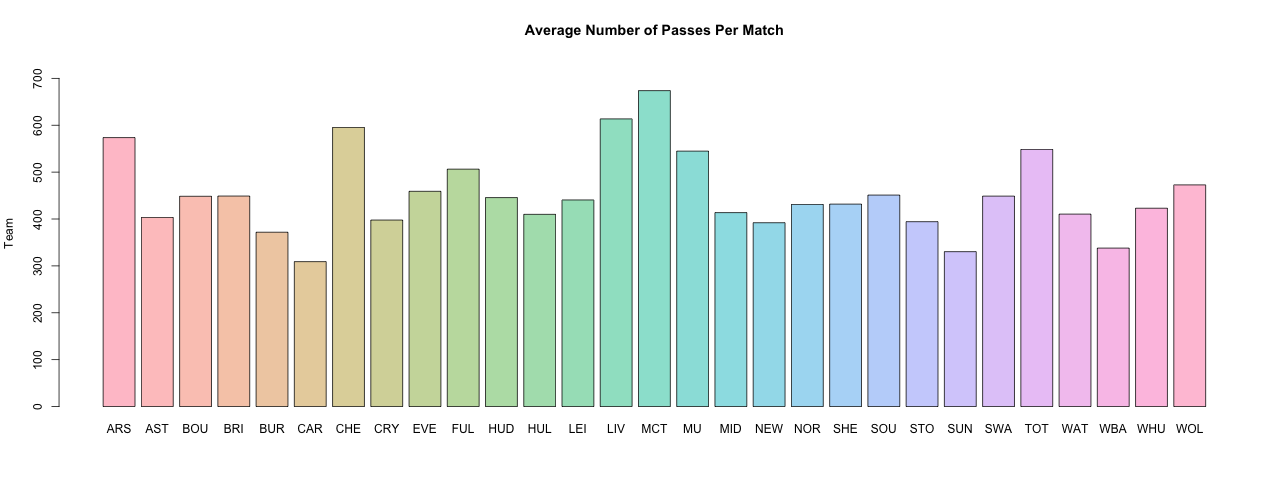 Average Number of Passes Per Match
Team
700
600
500
400
300
200
100
0
ARS AST BOU BRI BUR CAR CHE CRY EVE FUL HUD HUL LEI LIV MCT MU MID NEW NOR SHE SOU STO SUN SWA TOT WAT WBA WHU WOL